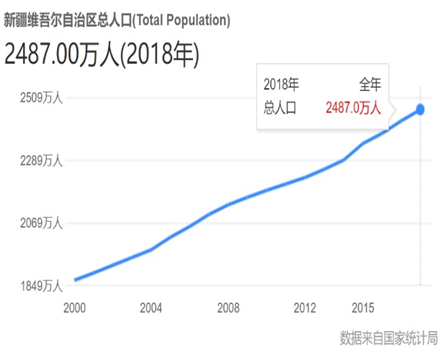 新疆维吾尔自治区总人口(Total Population)
2487.00万人(2018年)
2018年 全年
总人口 2487.0万人
2509万人
2289万人
2069万人
1849万人
2000 2004 2008 2012 2015
数据来自国家统计局